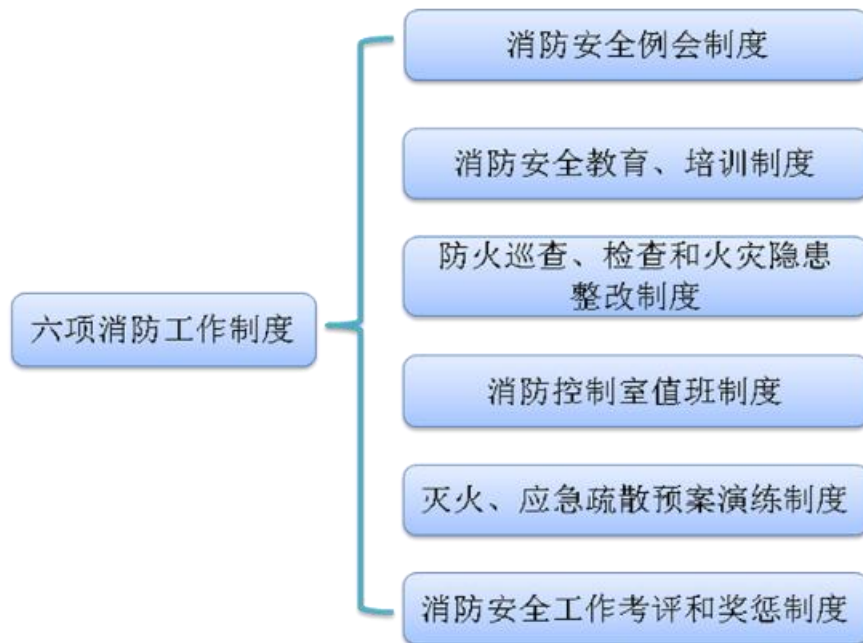 消防安全例会制度
消防安全教育、培训制度
防火巡查、检查和火灾隐患
整改制度
六项消防工作制度
消防控制室值班制度
灭火、应急疏散预案演练制度
消防安全工作考评和奖惩制度